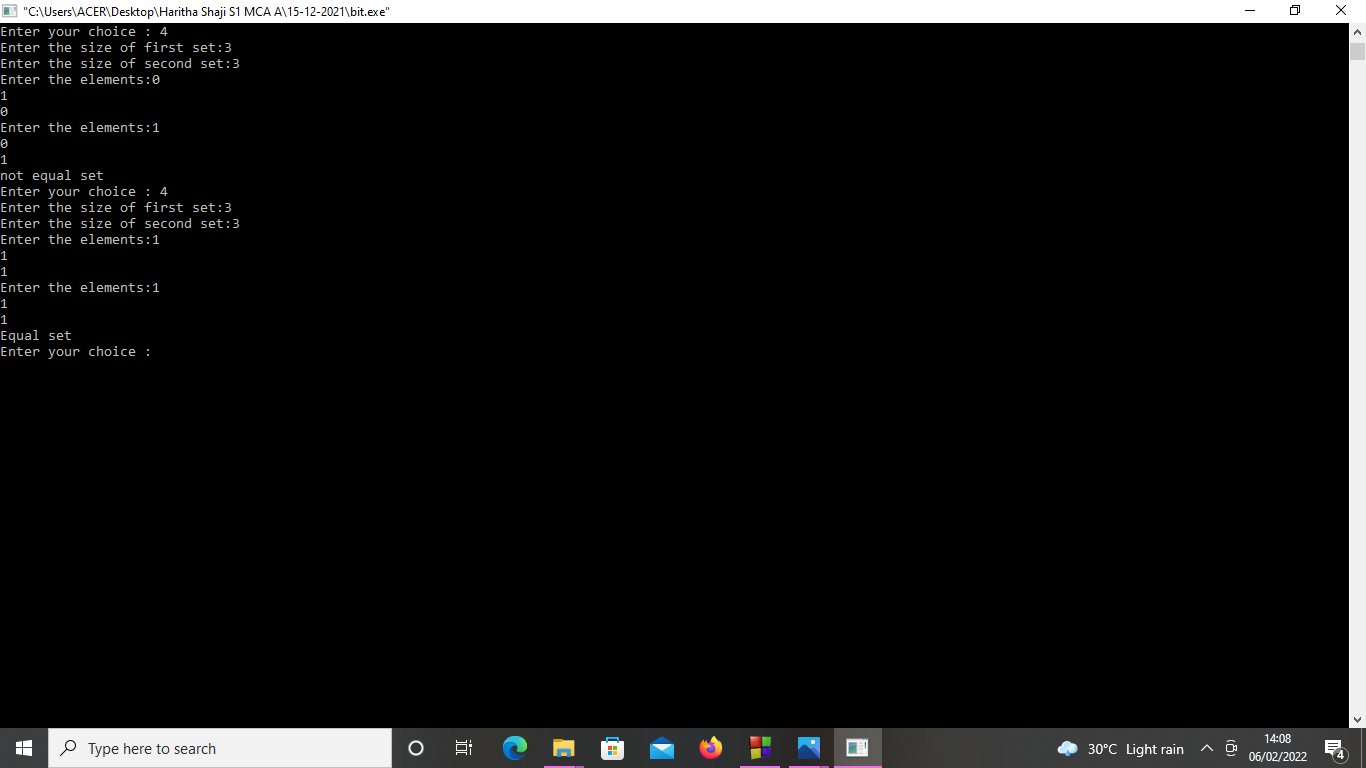 "C:\Users\ACER\Desktop\Haritha Shaji S1 MCA A\15-12-2021\bit.exe"
Enter your choice : 4
Enter the size of first set:3
Enter the size of second set:3
Enter the elements:0
1
0
Enter the elements:1
0
1
not equal set
Enter your choice : 4
Enter the size of first set:3
Enter the size of second set:3
Enter the elements:1
1
1
Enter the elements:1
1
1
Equal set
Enter your choice :
Type here to search
30°C Light rain
14:08
06/02/2022
4